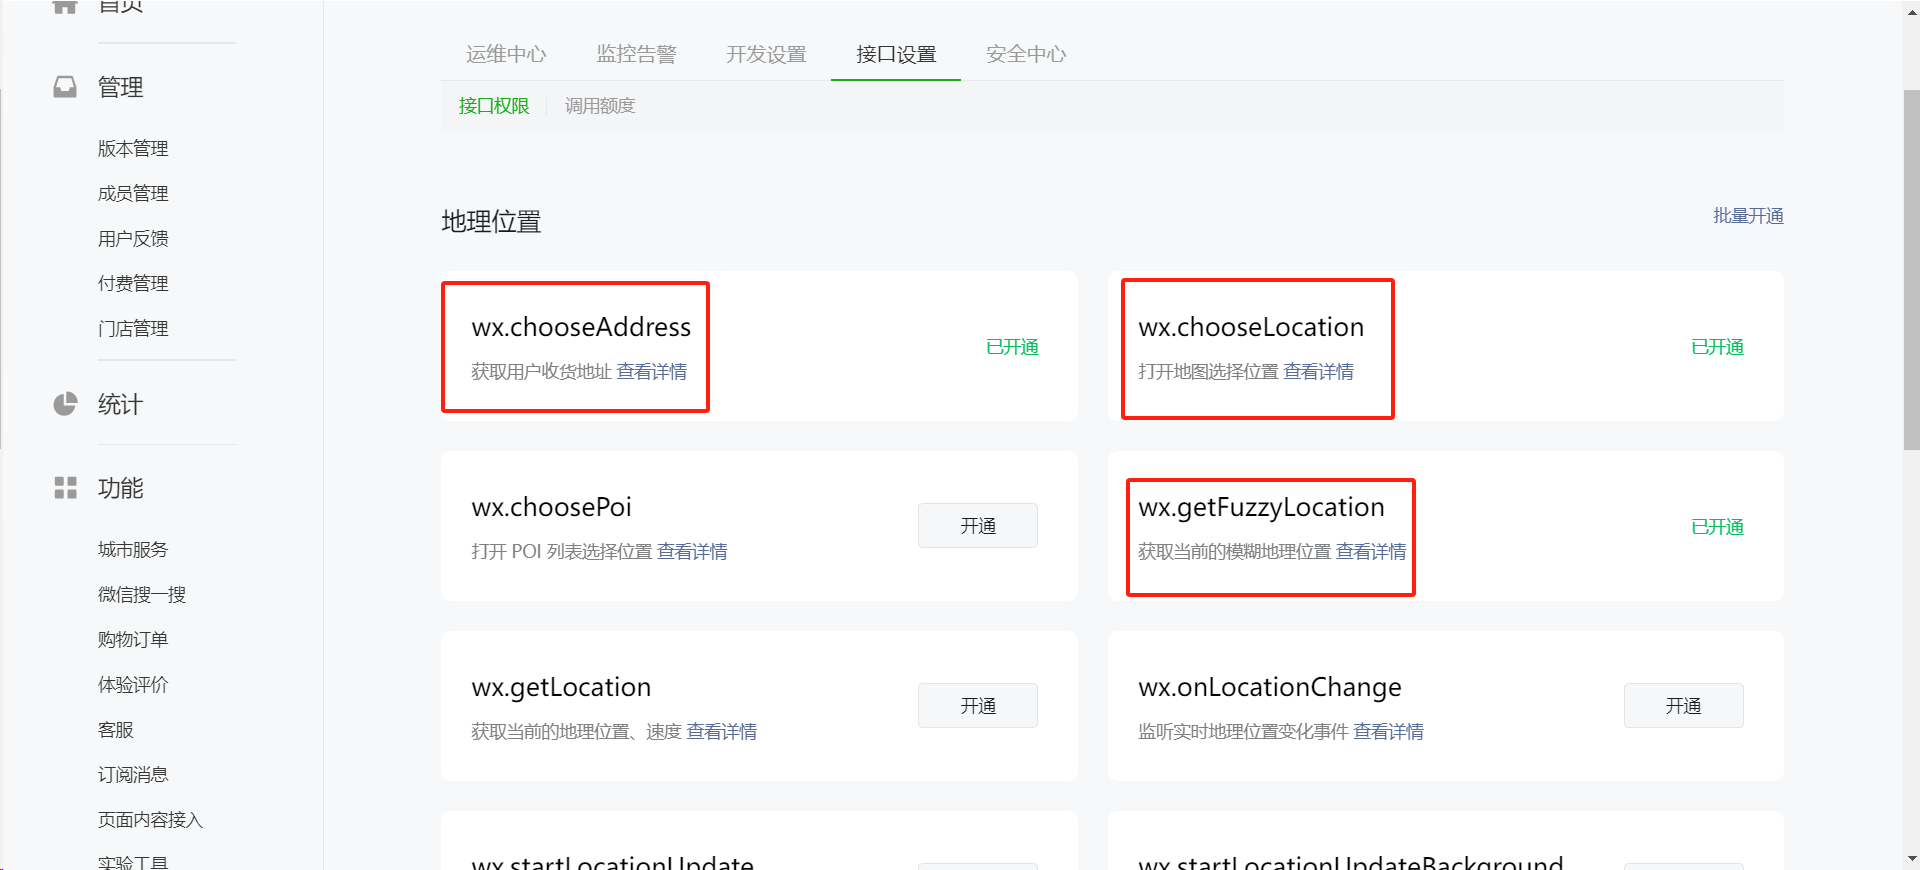 首页
管理
版本管理
成员管理
用户反馈
付费管理
门店管理
统计
功能
城市服务
微信搜一搜
购物订单
体验评价
客服
订阅消息
页面内容接入
实验工具
运维中心 监控告警 开发设置 接口设置 安全中心
接口权限 调用额度
地理位置 批量开通
wx.chooseAddress
获取用户收货地址 查看详情
已开通
wx.chooseLocation
打开地图选择位置 查看详情
已开通
wx.choosePoi
打开 POI 列表选择位置 查看详情
开通
wx.getFuzzyLocation
获取当前的模糊地理位置 查看详情
已开通
wx.getLocation
获取当前的地理位置、速度 查看详情
开通
wx.onLocationChange
监听实时地理位置变化事件 查看详情
开通
wx.startLocationUpdate
wx.startLocationUpdateBackground